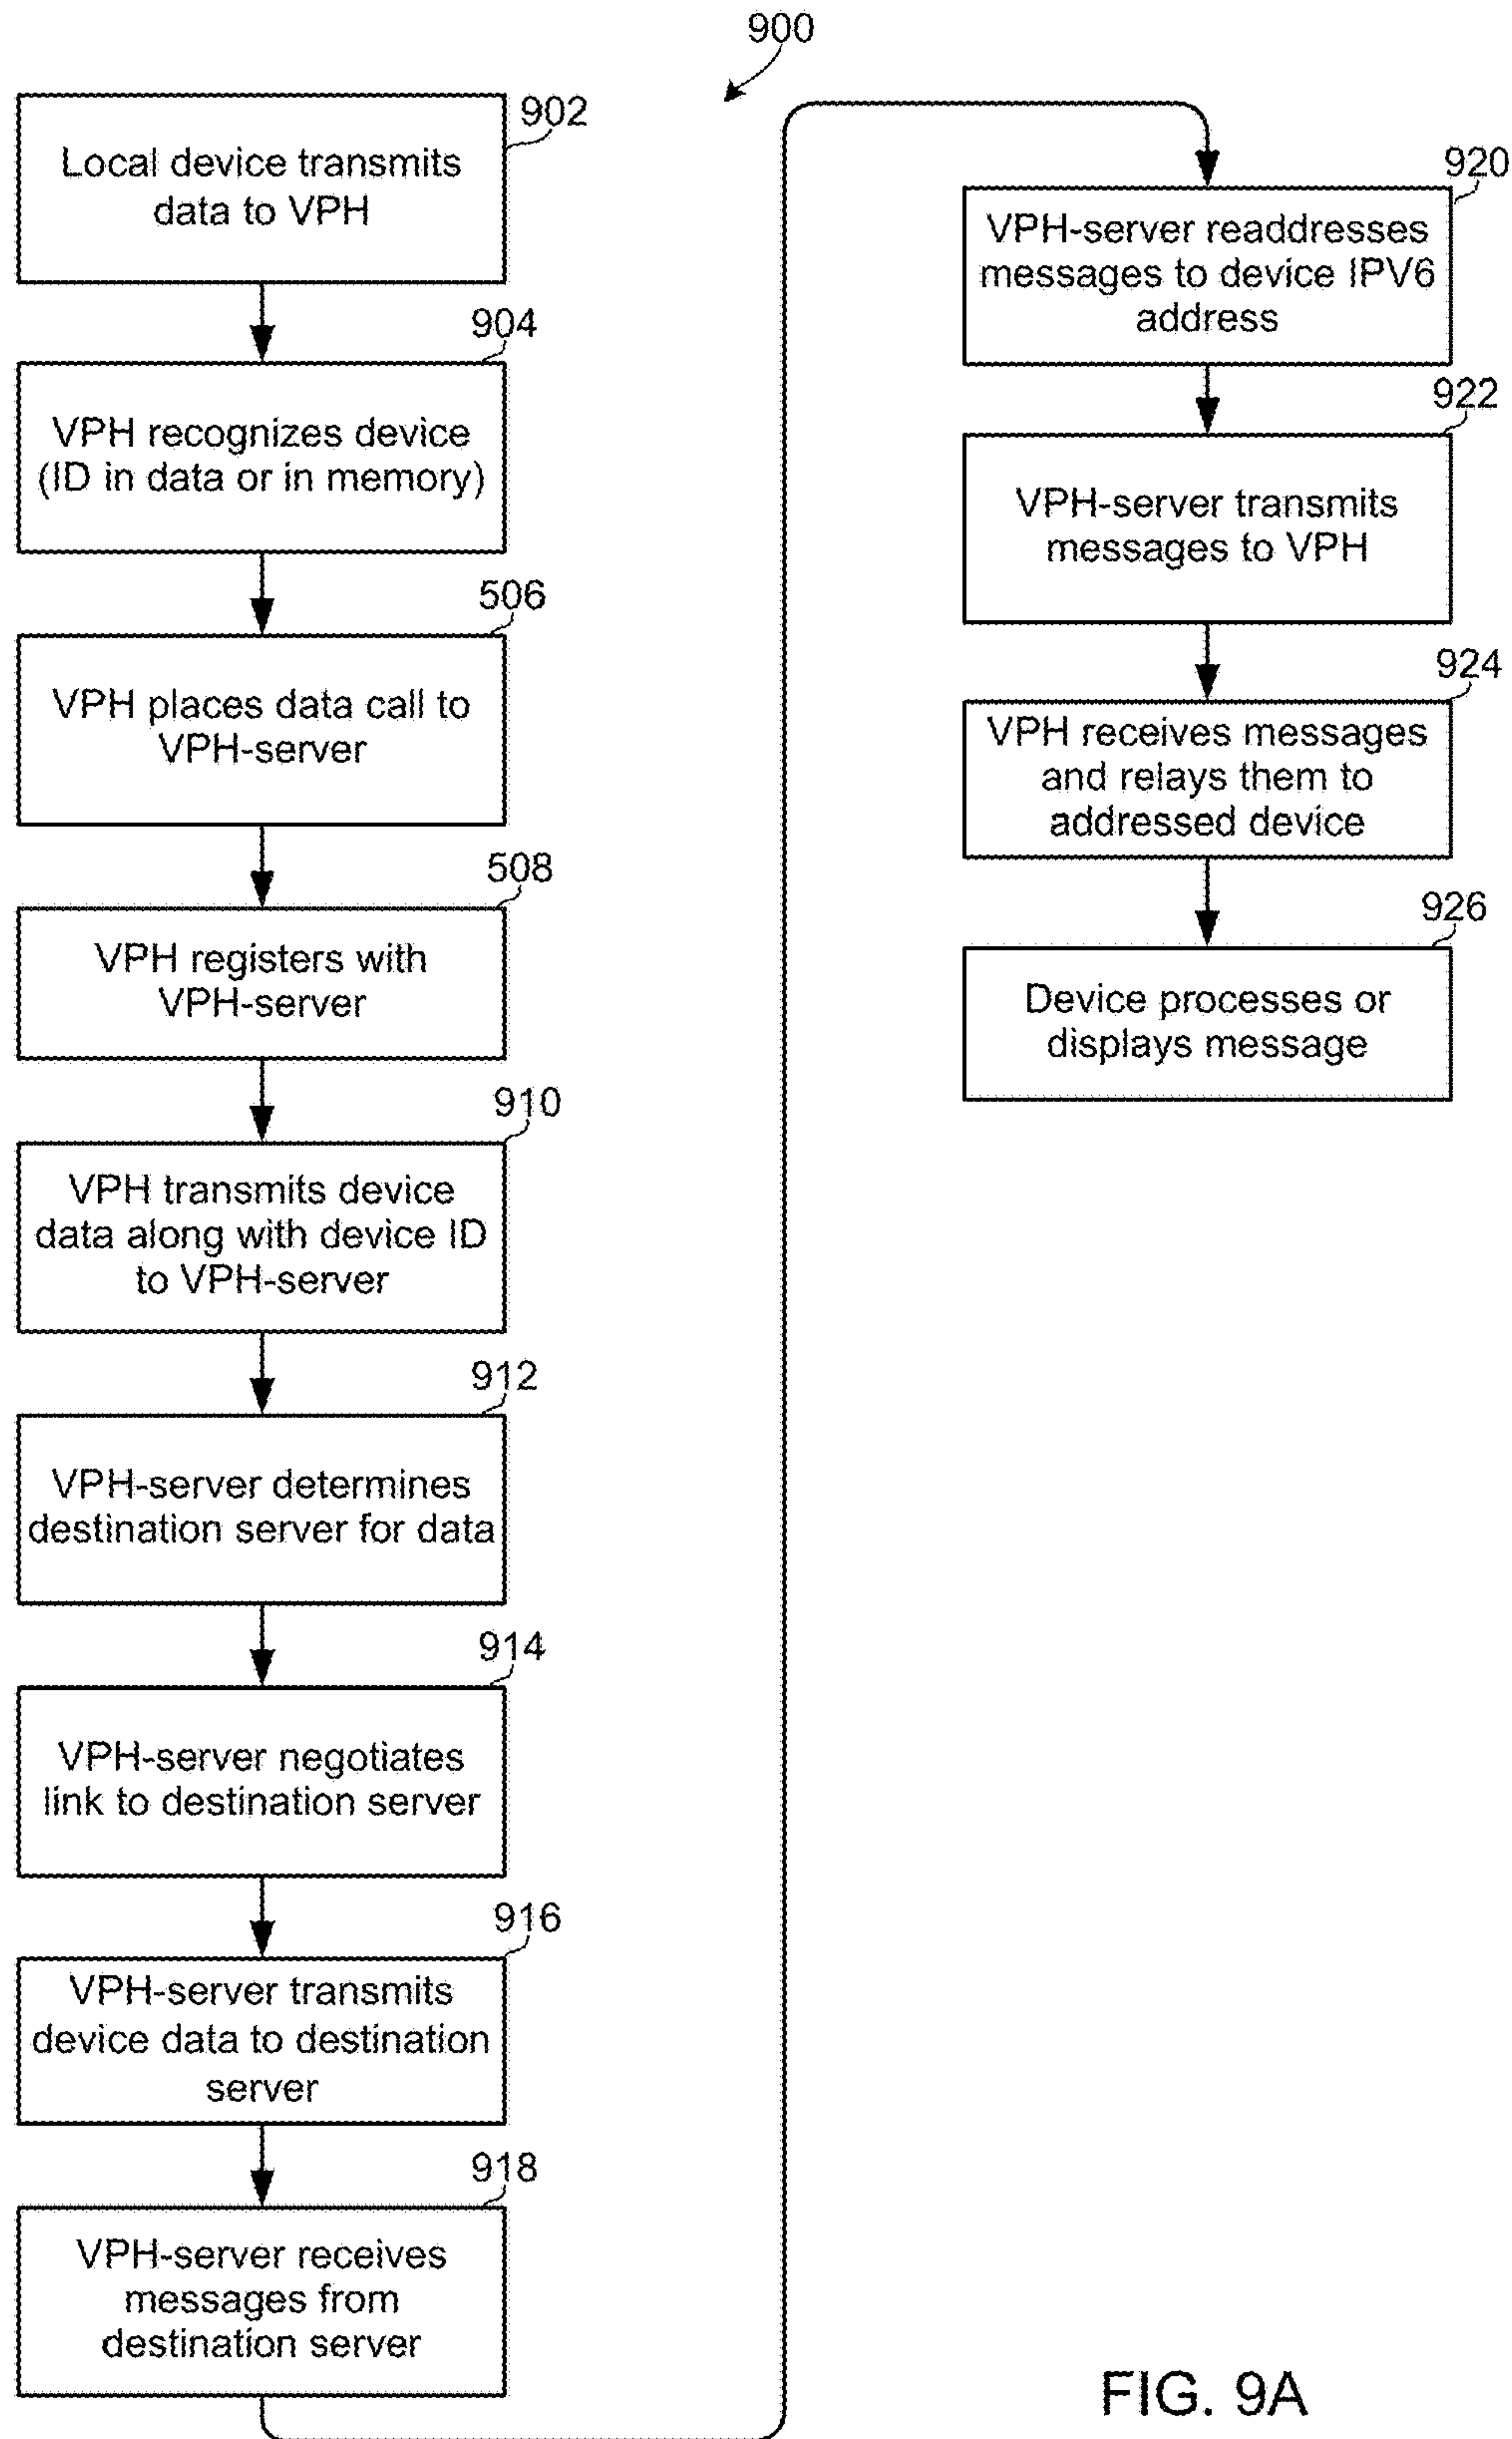 900
902
Local device transmits
data to VPH
904
VPH recognizes device
(ID in data or in memory)
506
VPH places data call to
VPH-server
508
VPH registers with
VPH-server
910
VPH transmits device
data along with device ID
to VPH-server
912
VPH-server determines
destination server for data
914
VPH-server negotiates
link to destination server
916
VPH-server transmits
device data to destination
server
918
VPH-server receives
messages from
destination server
920
VPH-server readdresses
messages to device IPV6
address
922
VPH-server transmits
messages to VPH
924
VPH receives messages
and relays them to
addressed device
926
Device processes or
displays message
FIG. 9A